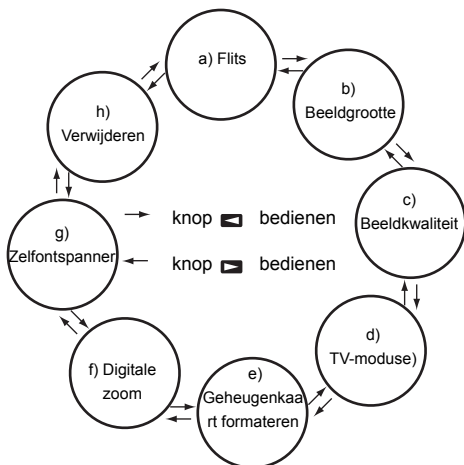 a) Flits
b)
Beeldgrootte
c)
Beeldkwaliteit
d)
TV-moduse)
e)
Geheugenkaa
rt formateren
f) Digitale
zoom
g)
Zelfontspanner
h)
Verwijderen
knop bedienen
knop bedienen